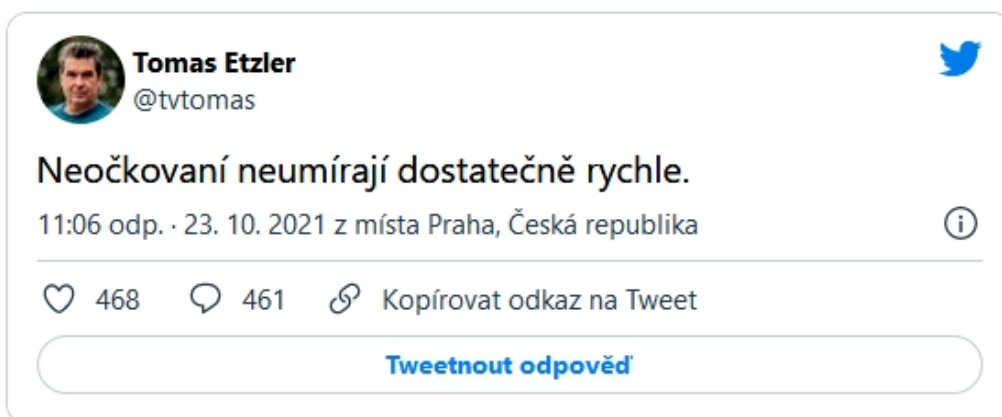 Tomas Etzler
@tvtomas
Neočkovaní neumírají dostatečně rychle.
11:06 odp. · 23. 10. 2021 z místa Praha, Česká republika
468 461 Kopírovat odkaz na Tweet
Tweetnout odpověď